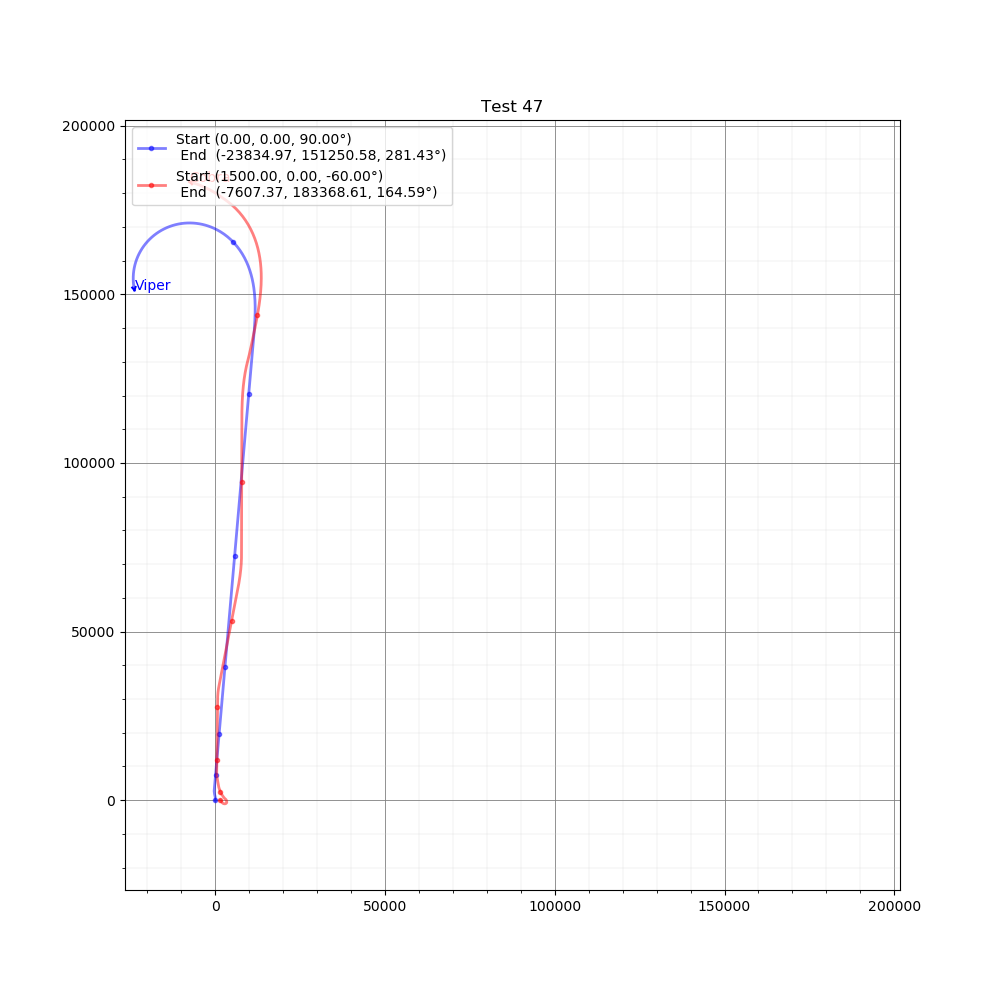 Test 47
200000
150000
100000
50000
0
Start (0.00, 0.00, 90.00°)
End  (-23834.97, 151250.58, 281.43°)
Start (1500.00, 0.00, -60.00°)
End  (-7607.37, 183368.61, 164.59°)
Viper
0
50000
100000
150000
200000